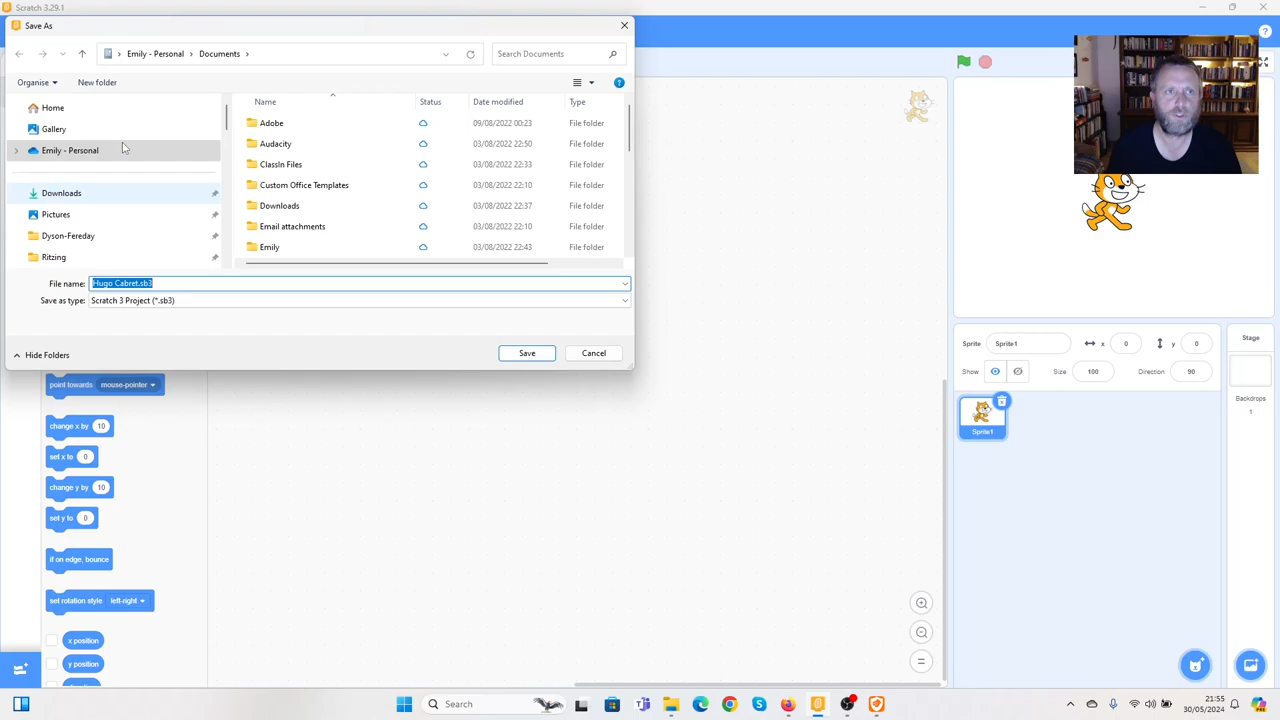 Scratch 3.29.1
Save As
Emily - Personal > Documents >
Search Documents
Organise
New folder
Home
Gallery
Emily - Personal
Downloads
Pictures
Dyson-Fereday
Ritzing
Name Status Date modified Type
Adobe 09/08/2022 00:23 File folder
Audacity 03/08/2022 22:50 File folder
ClassIn Files 03/08/2022 22:33 File folder
Custom Office Templates 03/08/2022 22:10 File folder
Downloads 03/08/2022 22:37 File folder
Email attachments 03/08/2022 22:10 File folder
Emily 03/08/2022 22:43 File folder
File name: Hugo Cabret.sb3
Save as type: Scratch 3 Project (*.sb3)
Hide Folders
Save
Cancel
point towards mouse-pointer
change x by 10
set x to 0
change y by 10
set y to 0
if on edge, bounce
set rotation style left-right
x position
y position
Sprite Sprite1 x 0 y 0
Show Size 100 Direction 90
Sprite1
Stage
Backdrops
1
Search
21:55
30/05/2024